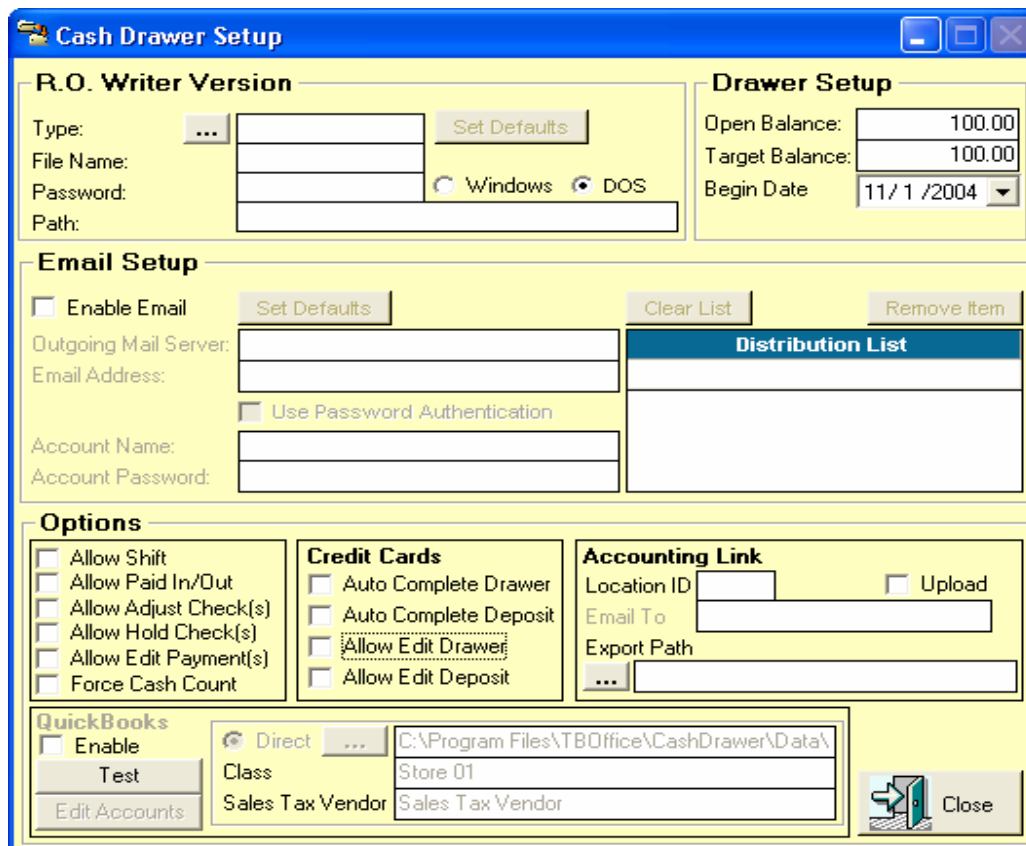 Cash Drawer Setup
R.O. Writer Version
Type: ... Set Defaults
File Name:
Password: Windows DOS
Path:
Drawer Setup
Open Balance: 100.00
Target Balance: 100.00
Begin Date 11/ 1 /2004
Email Setup
Enable Email Set Defaults Clear List Remove Item
Outgoing Mail Server:
Email Address:
Use Password Authentication
Account Name:
Account Password:
Distribution List
Options
Allow Shift
Allow Paid In/Out
Allow Adjust Check(s)
Allow Hold Check(s)
Allow Edit Payment(s)
Force Cash Count
Credit Cards
Auto Complete Drawer
Auto Complete Deposit
Allow Edit Drawer
Allow Edit Deposit
Accounting Link
Location ID Upload
Email To
Export Path
...
QuickBooks
Enable
Test
Edit Accounts
Direct ... C:\Program Files\TBOffice\CashDrawer\Data\
Class Store 01
Sales Tax Vendor Sales Tax Vendor
Close